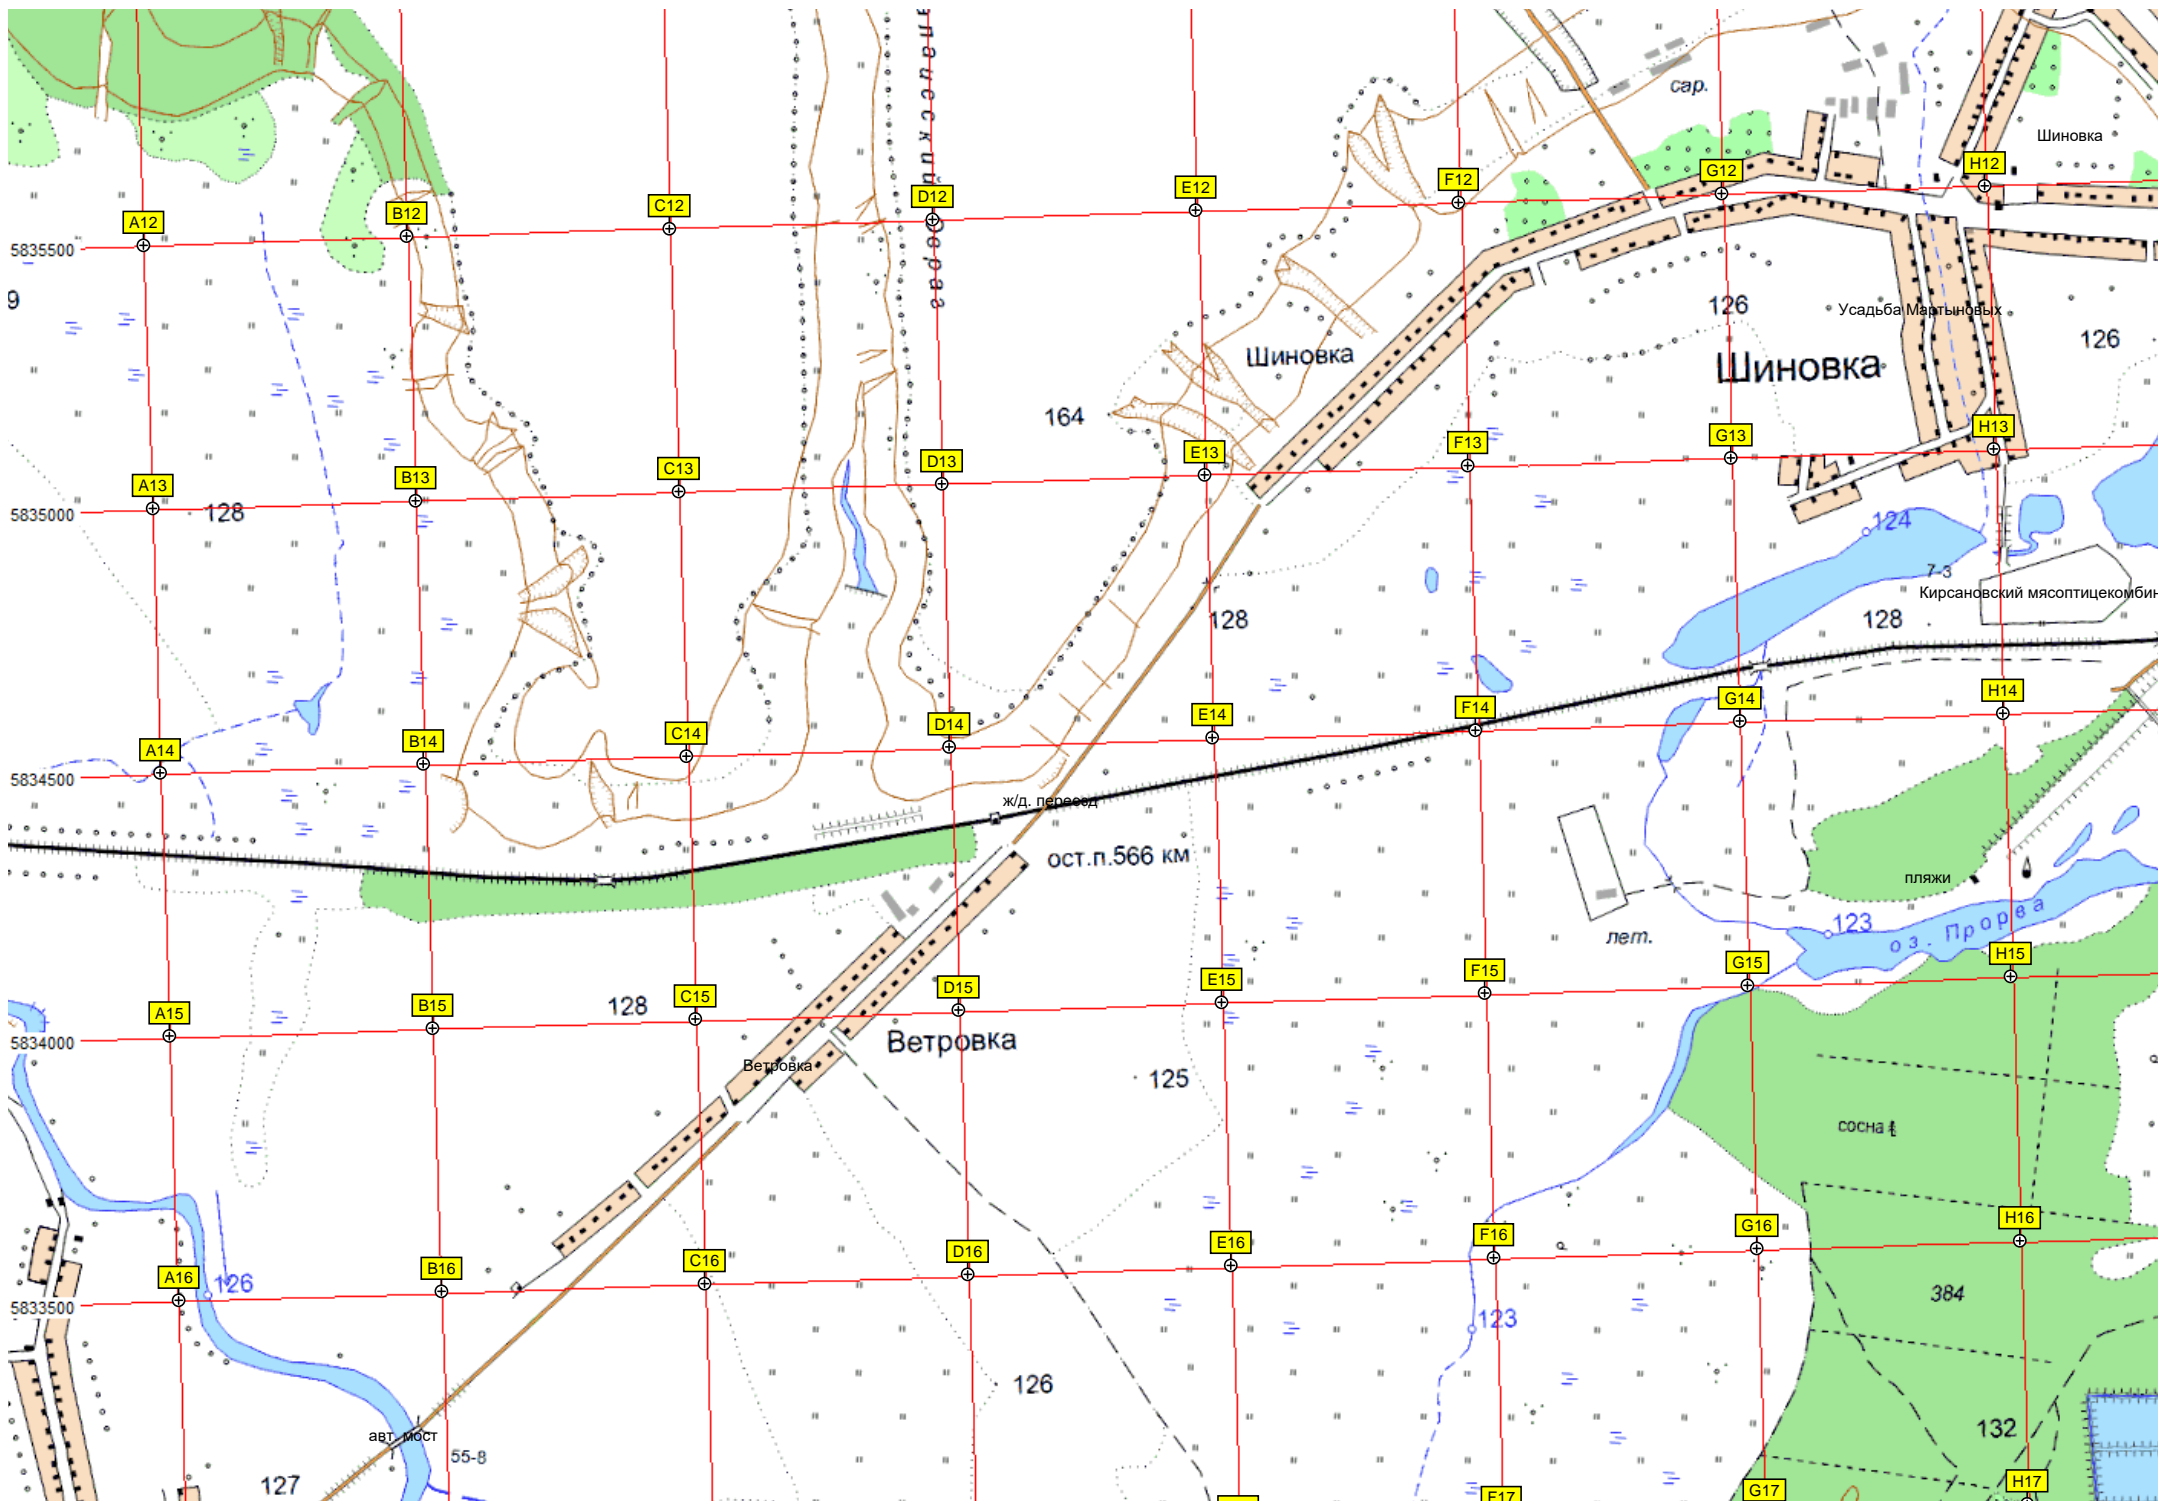 сар.
Шиновка
A12
B12
C12
D12
E12
F12
G12
H12
5835500
9
126
Усадьба Мартыновых
126
Шиновка
Шиновка
164
A13
B13
C13
D13
E13
F13
G13
H13
5835000
128
124
7-3
Кирсановский мясоптицекомбин
128
128
A14
B14
C14
D14
E14
F14
G14
H14
5834500
ж/д. переезд
ост.п.566 км
пляжи
123
оз. Прорва
лет.
A15
B15
C15
D15
E15
F15
G15
H15
128
5834000
Ветровка
Ветровка
125
сосна
A16
B16
C16
D16
E16
F16
G16
H16
126
5833500
384
123
126
132
авт. мост
55-8
127
F17
G17
H17